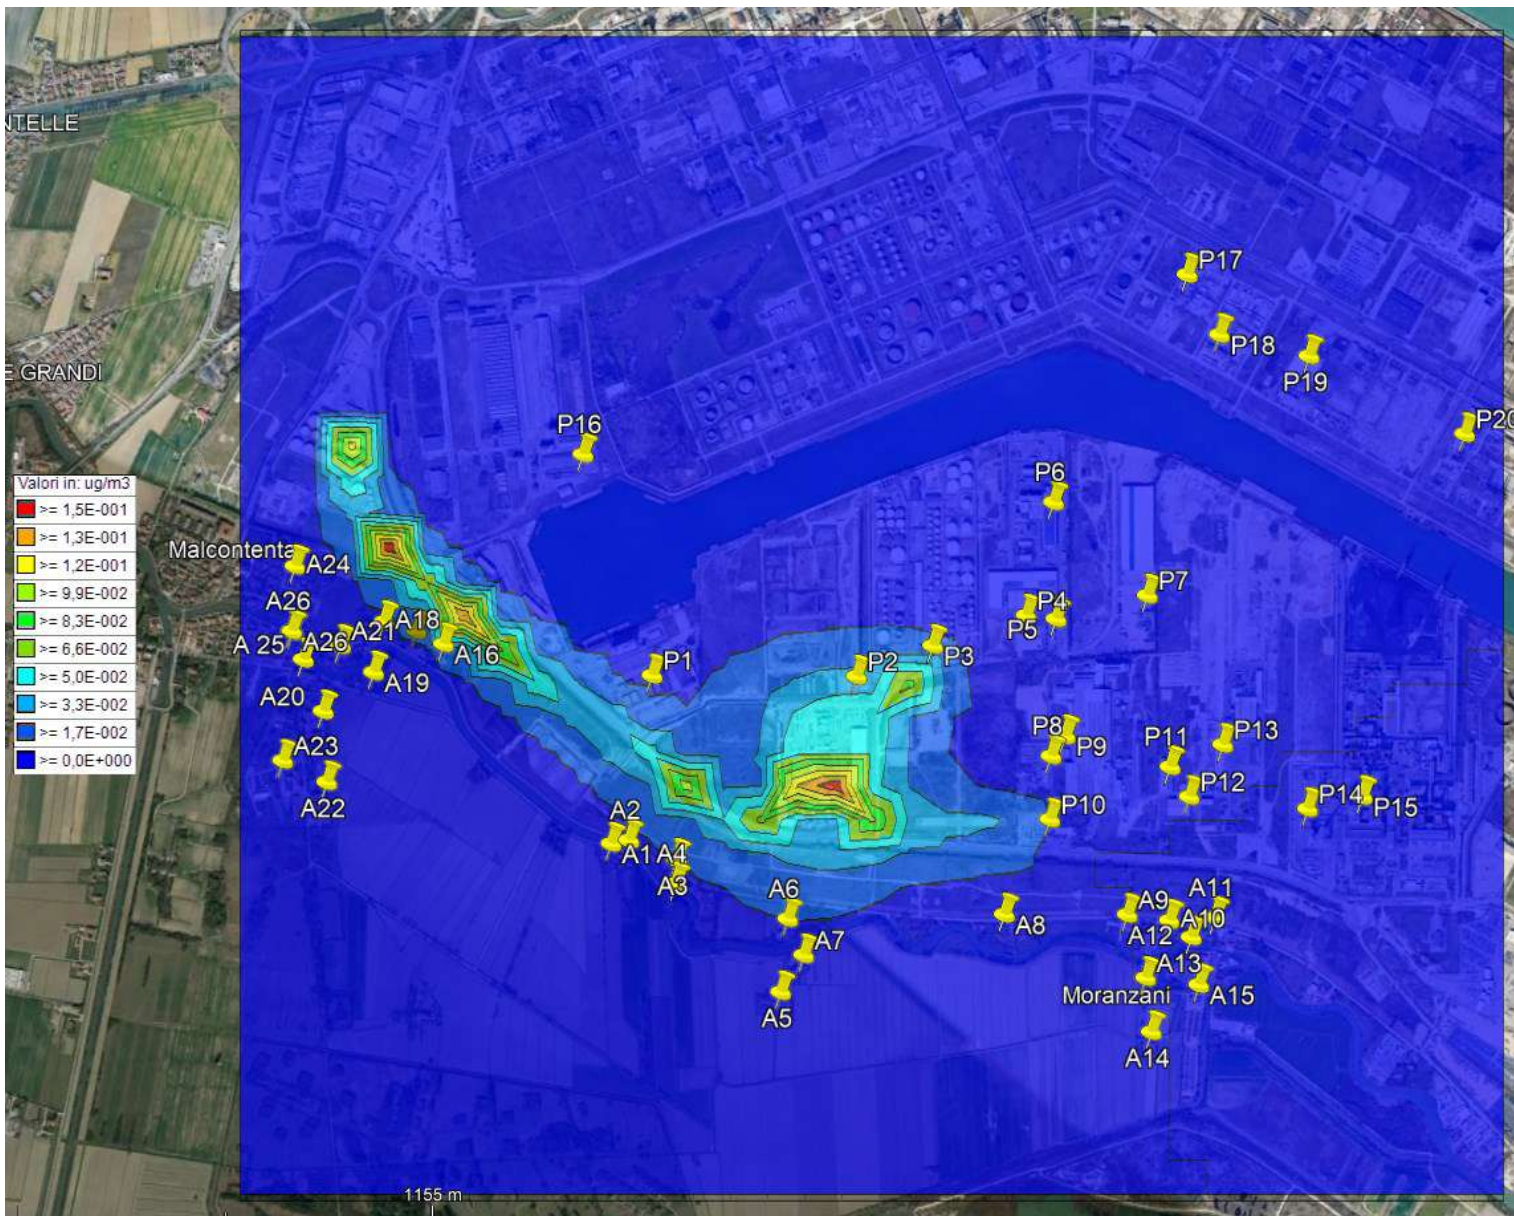 NTELLE
P17
P18
P19
E GRANDI
P16
P20
P6
Valori in: ug/m3
>= 1,5E-001
>= 1,3E-001
>= 1,2E-001
>= 9,9E-002
>= 8,3E-002
>= 6,6E-002
>= 5,0E-002
>= 3,3E-002
>= 1,7E-002
>= 0,0E+000
Malcontenta
A24
P7
A26
P4
A18
A21
P5
A 25
A26
A16
P3
P1
P2
A19
A20
P8
P13
A23
P9
P11
A22
P12
P14
P15
A2
P10
A1
A4
A3
A6
A9
A11
A8
A10
A7
A12
A13
Moranzani
A15
A5
A14
1155 m